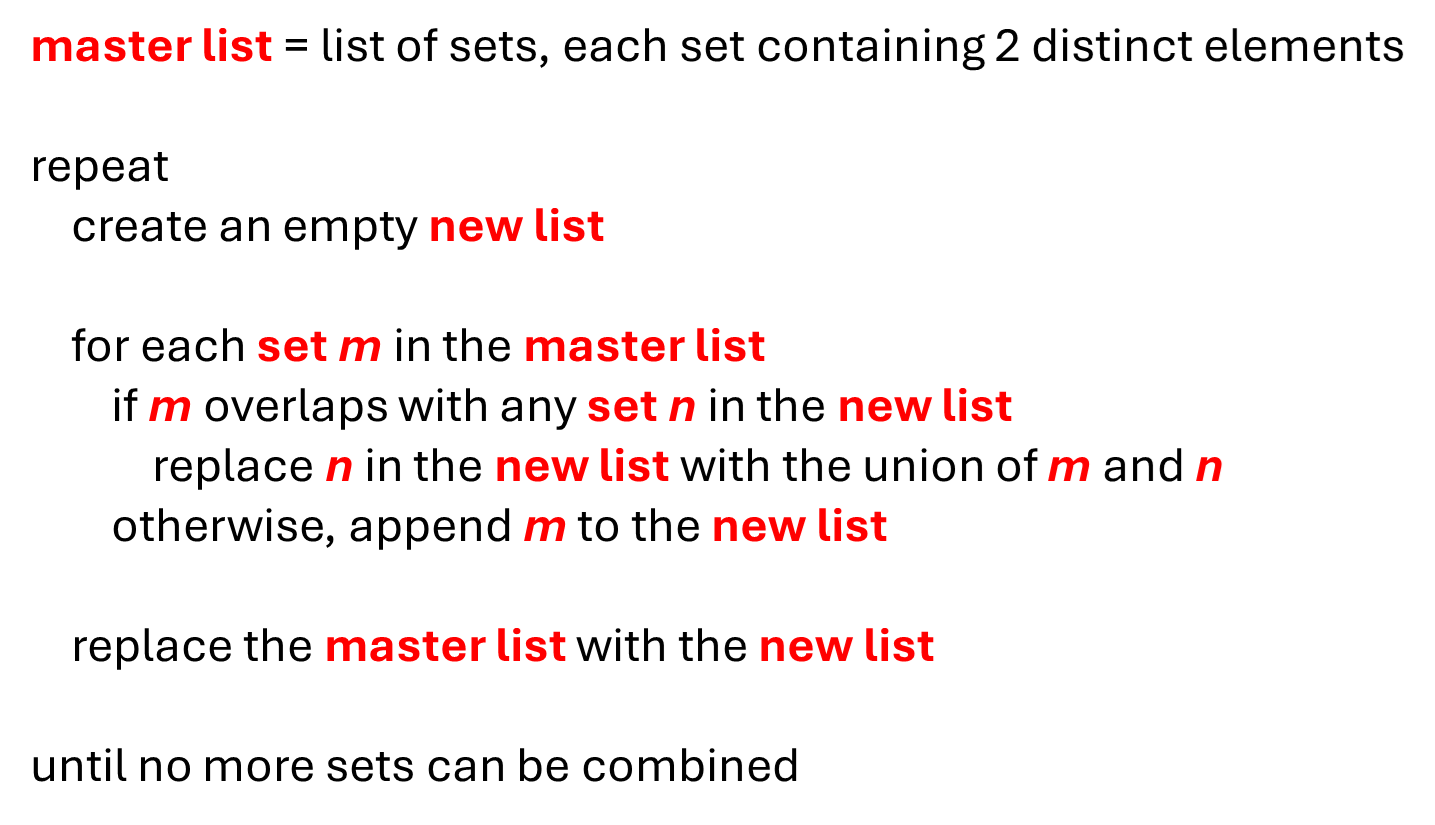 master list = list of sets, each set containing 2 distinct elements
repeat
create an empty new list
for each set m in the master list
if m overlaps with any set n in the new list
replace n in the new list with the union of m and n
otherwise, append m to the new list
replace the master list with the new list
until no more sets can be combined